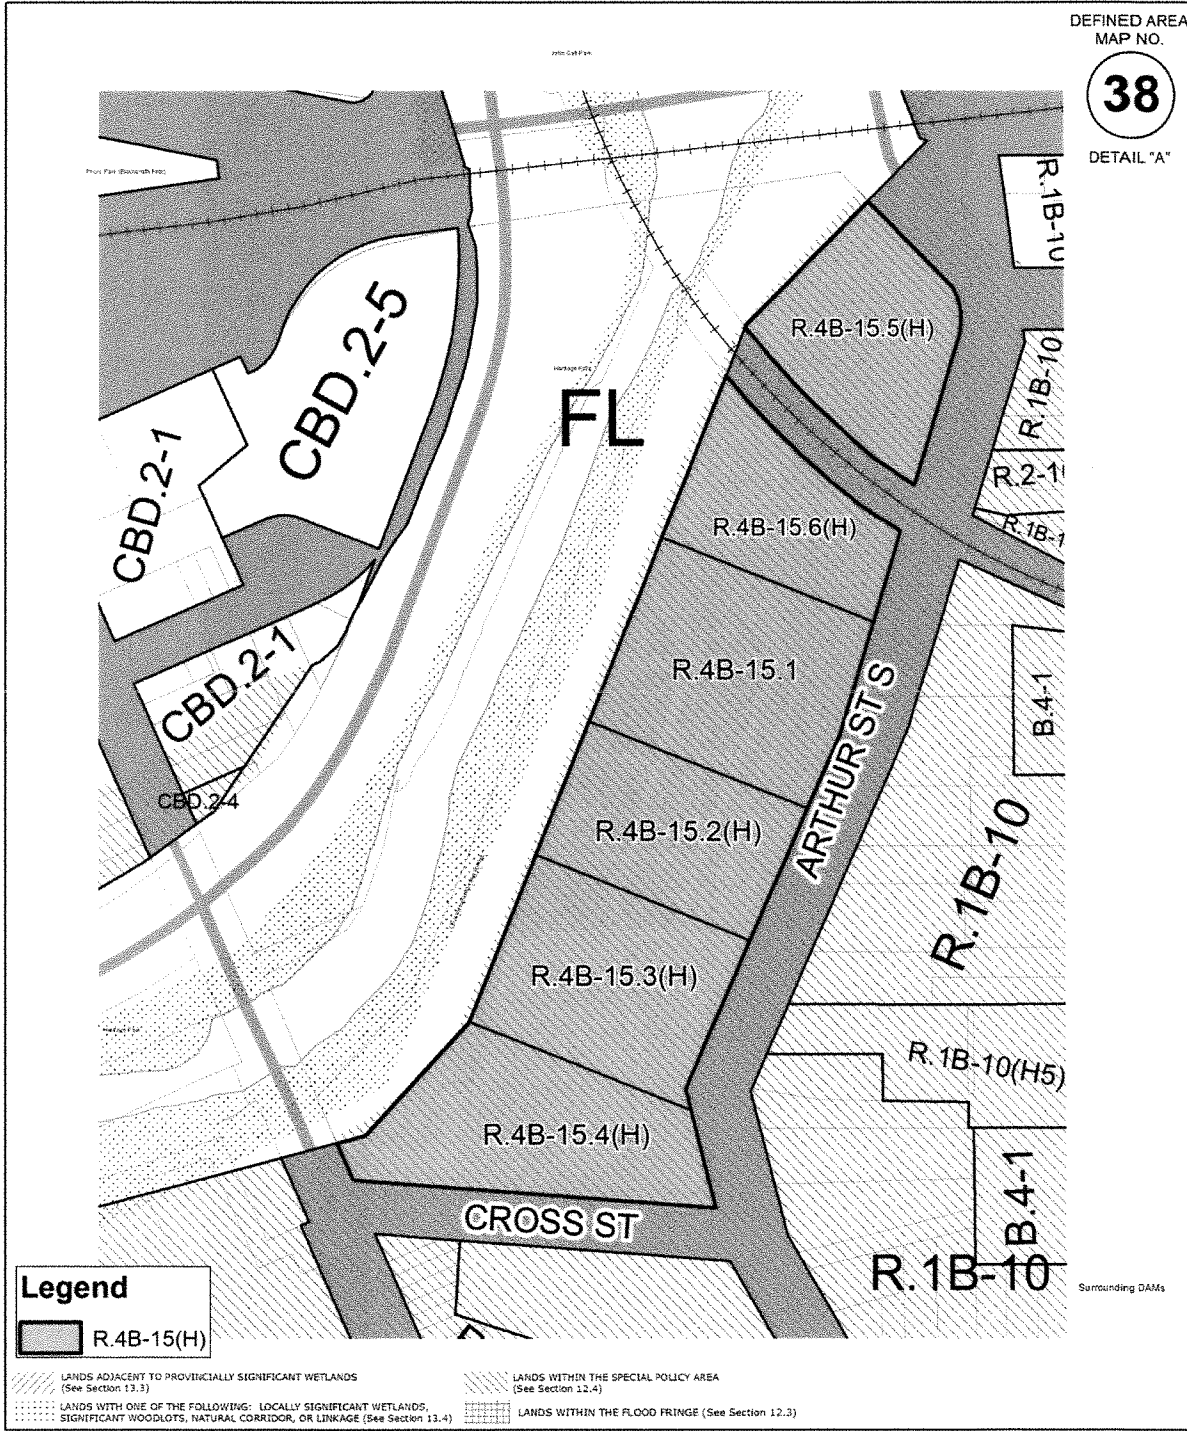 DEFINED AREA
MAP NO.
38
DETAIL "A"
R.1B-10
R.4B-15.5(H)
CBD.2-5
R.1B-10
FL
CBD.2-1
R.2-1
R.4B-15.6(H)
R.1B-1
R.4B-15.1
CBD.2-1
B.4-1
ARTHUR ST S
CBD.2-4
R.4B-15.2(H)
R.1B-10
R.4B-15.3(H)
R.1B-10(H5)
R.4B-15.4(H)
B.4-1
CROSS ST
R.1B-10
Surrounding DAMs
Legend
R.4B-15(H)
LANDS ADJACENT TO PROVINCIALLY SIGNIFICANT WETLANDS
(See Section 13.3)
LANDS WITH ONE OF THE FOLLOWING: LOCALLY SIGNIFICANT WETLANDS,
SIGNIFICANT WOODLOTS, NATURAL CORRIDOR, OR LINKAGE (See Section 13.4)
LANDS WITHIN THE SPECIAL POLICY AREA
(See Section 12.4)
LANDS WITHIN THE FLOOD FRINGE (See Section 12.3)